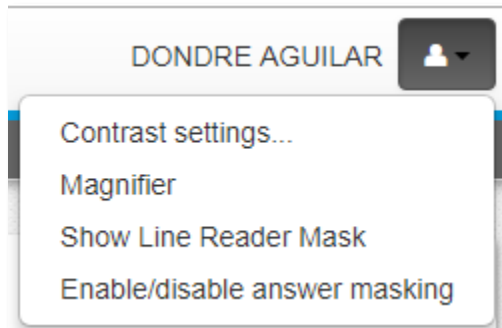 DONDRE AGUILAR
Contrast settings...
Magnifier
Show Line Reader Mask
Enable/disable answer masking